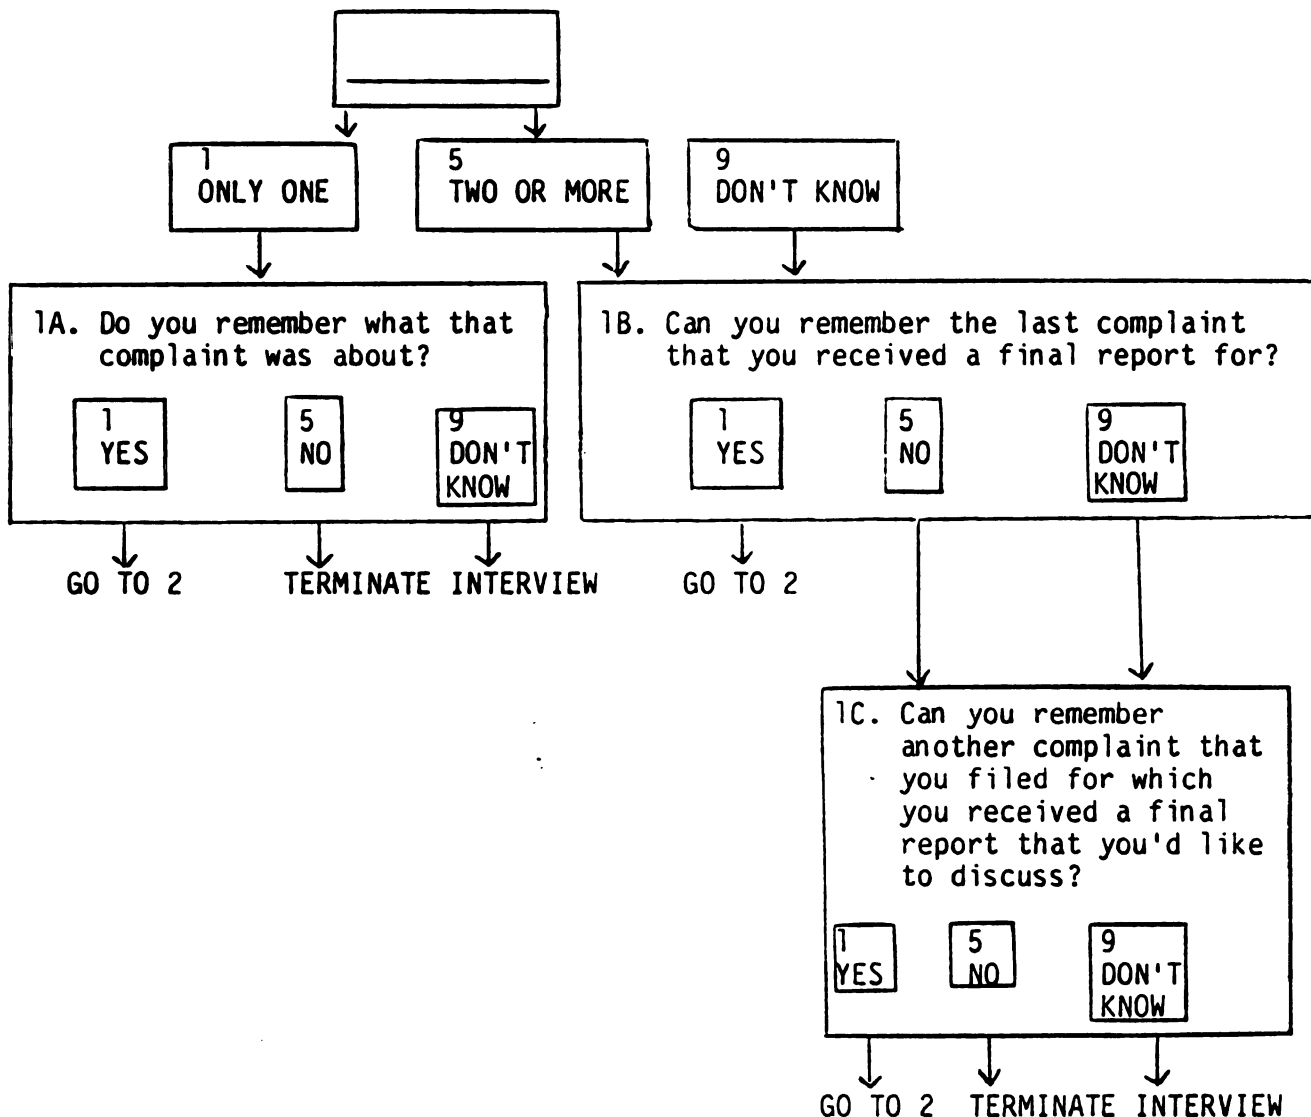 1
ONLY ONE
5
TWO OR MORE
9
DON'T KNOW
1A. Do you remember what that
complaint was about?
1
YES
5
NO
9
DON'T
KNOW
GO TO 2
TERMINATE INTERVIEW
1B. Can you remember the last complaint
that you received a final report for?
1
YES
5
NO
9
DON'T
KNOW
GO TO 2
1C. Can you remember
another complaint that
you filed for which
you received a final
report that you'd like
to discuss?
1
YES
5
NO
9
DON'T
KNOW
GO TO 2
TERMINATE INTERVIEW